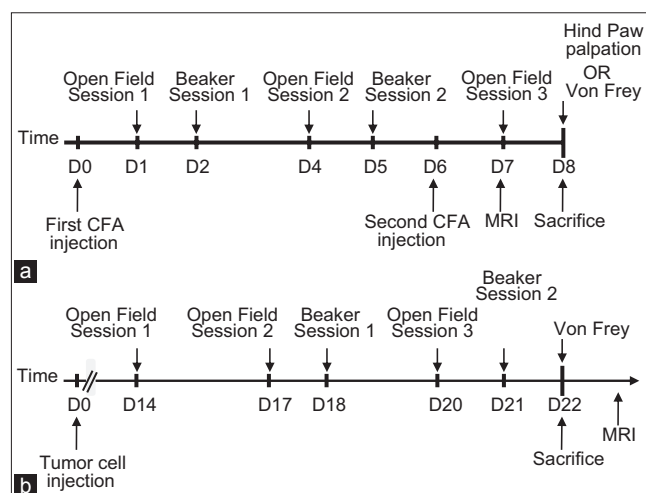 Hind Paw
palpation
OR
Von Frey
Open Field
Session 1
Beaker
Session 1
Open Field
Session 2
Beaker
Session 2
Open Field
Session 3
Time
D0 D1 D2 D4 D5 D6 D7 D8
First CFA
injection
Second CFA
injection
MRI
Sacrifice
a
Open Field
Session 1
Open Field
Session 2
Beaker
Session 1
Open Field
Session 3
Beaker
Session 2
Von Frey
Time
D0 D14 D17 D18 D20 D21 D22
MRI
Tumor cell
injection
Sacrifice
b